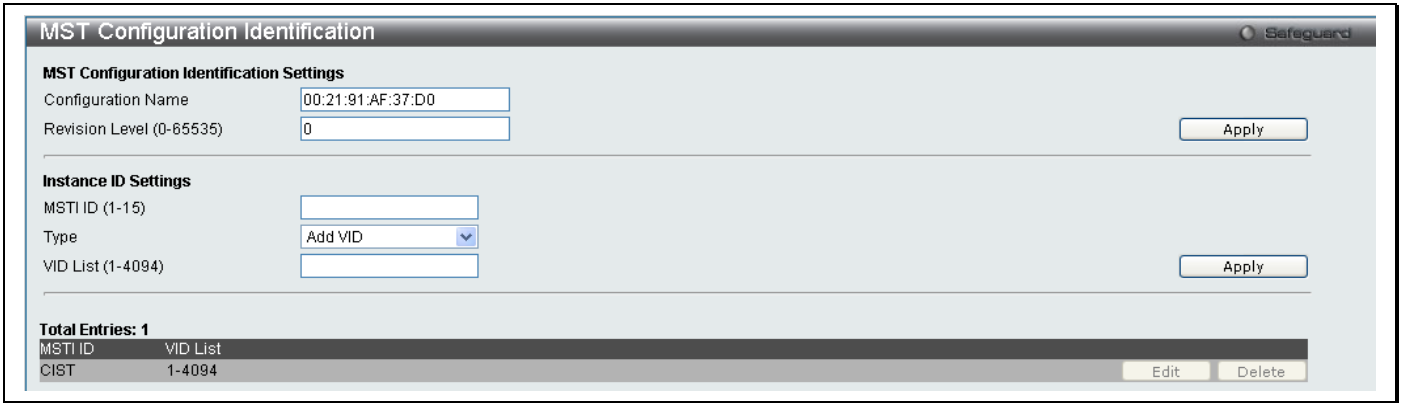 MST Configuration Identification
Safeguard
MST Configuration Identification Settings
Configuration Name 00:21:91:AF:37:D0
Revision Level (0-65535) 0 Apply
Instance ID Settings
MSTI ID (1-15)
Type Add VID
VID List (1-4094) Apply
Total Entries: 1
MSTI ID VID List
CIST 1-4094 Edit Delete